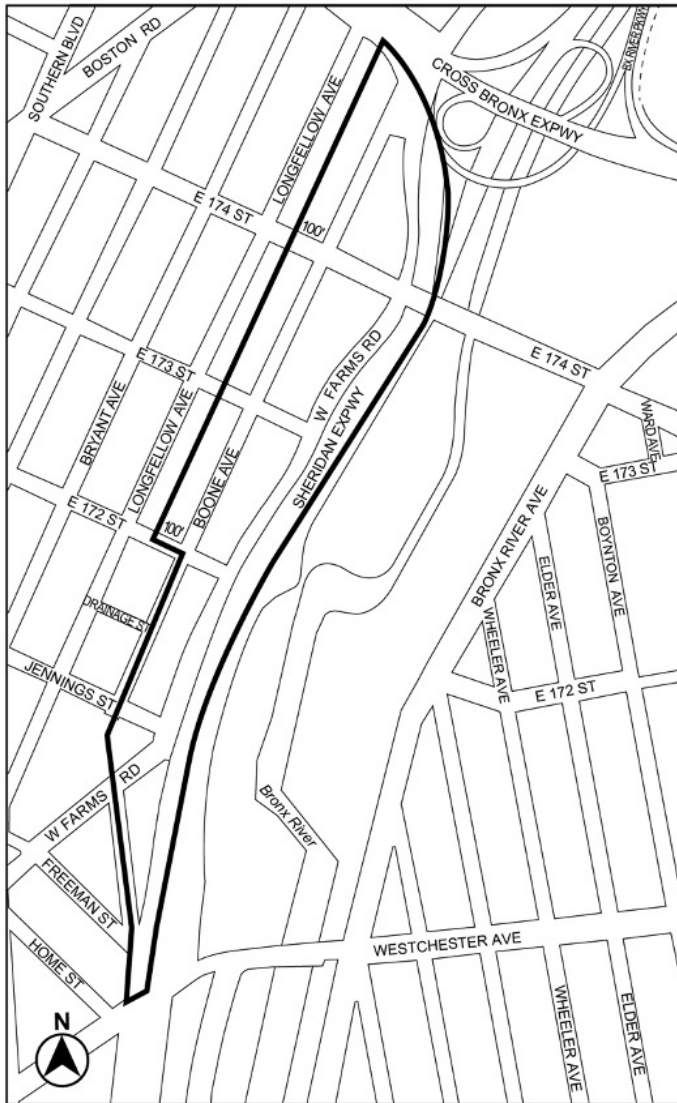 SOUTHERN BLVD
BOSTON RD
LONGFELLOW AVE
CROSS BRONX EXPWY
BX RIVER PKWY
E 174 ST
100'
E 174 ST
E 173 ST
W FARMS RD
SHERIDAN EXPWY
BRYANT AVE
LONGFELLOW AVE
BOONE AVE
WARD AVE
E 173 ST
E 172 ST
100'
BRONX RIVER AVE
BOYNTON AVE
ELDER AVE
WHEELER AVE
DRAINAGE ST
E 172 ST
JENNINGS ST
W FARMS RD
Bronx River
FREEMAN ST
HOME ST
WESTCHESTER AVE
WHEELER AVE
ELDER AVE
N